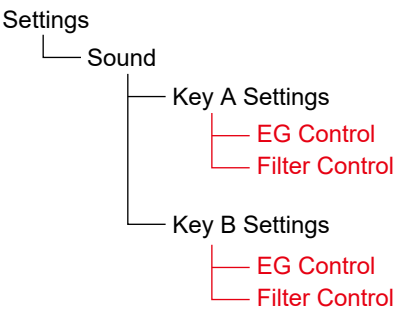 Settings
Sound
Key A Settings
EG Control
Filter Control
Key B Settings
EG Control
Filter Control